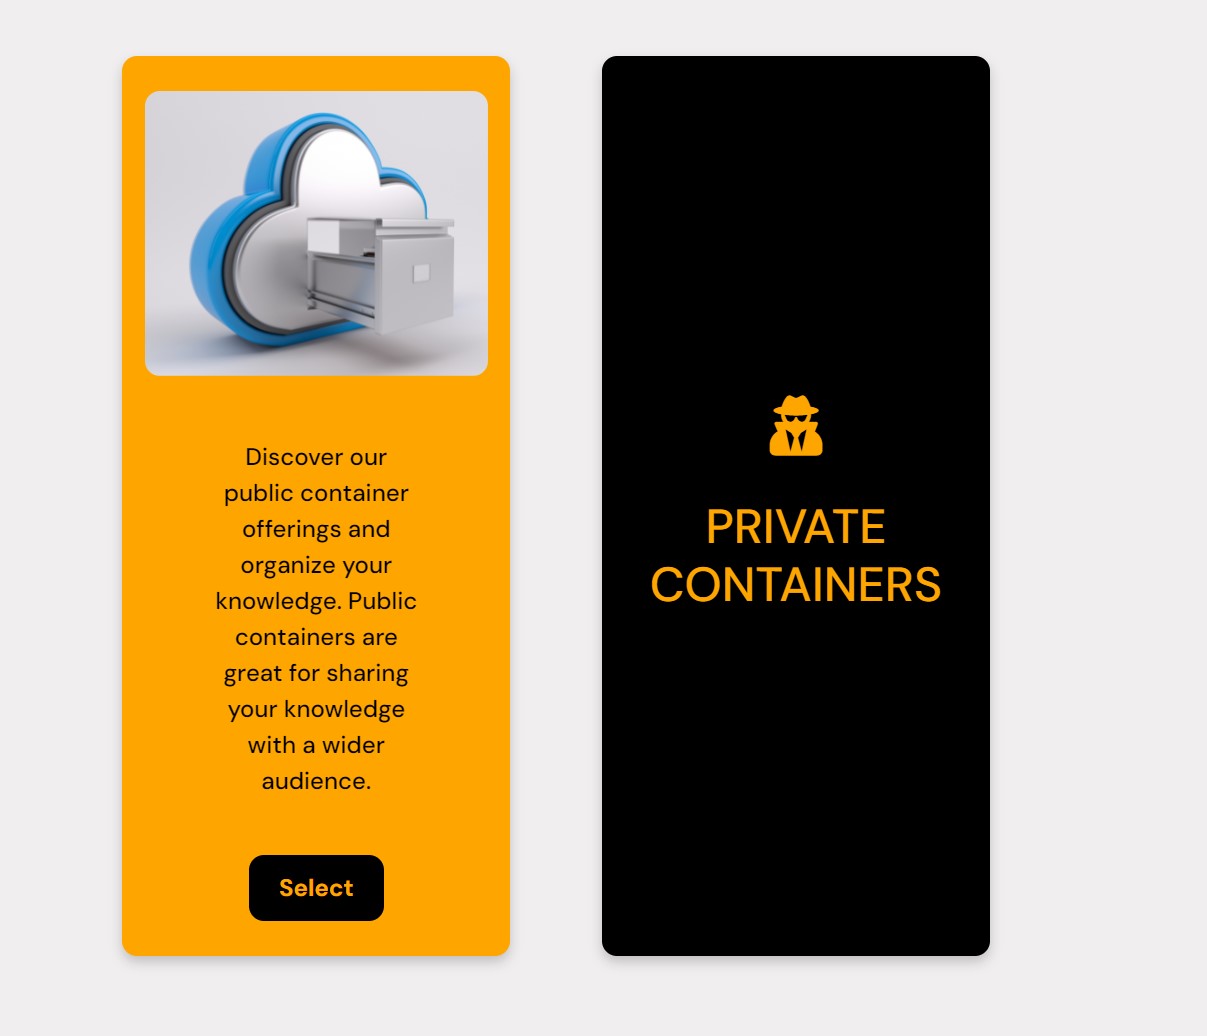 Discover our
public container
offerings and
organize your
knowledge. Public
containers are
great for sharing
your knowledge
with a wider
audience.
Select
PRIVATE
CONTAINERS